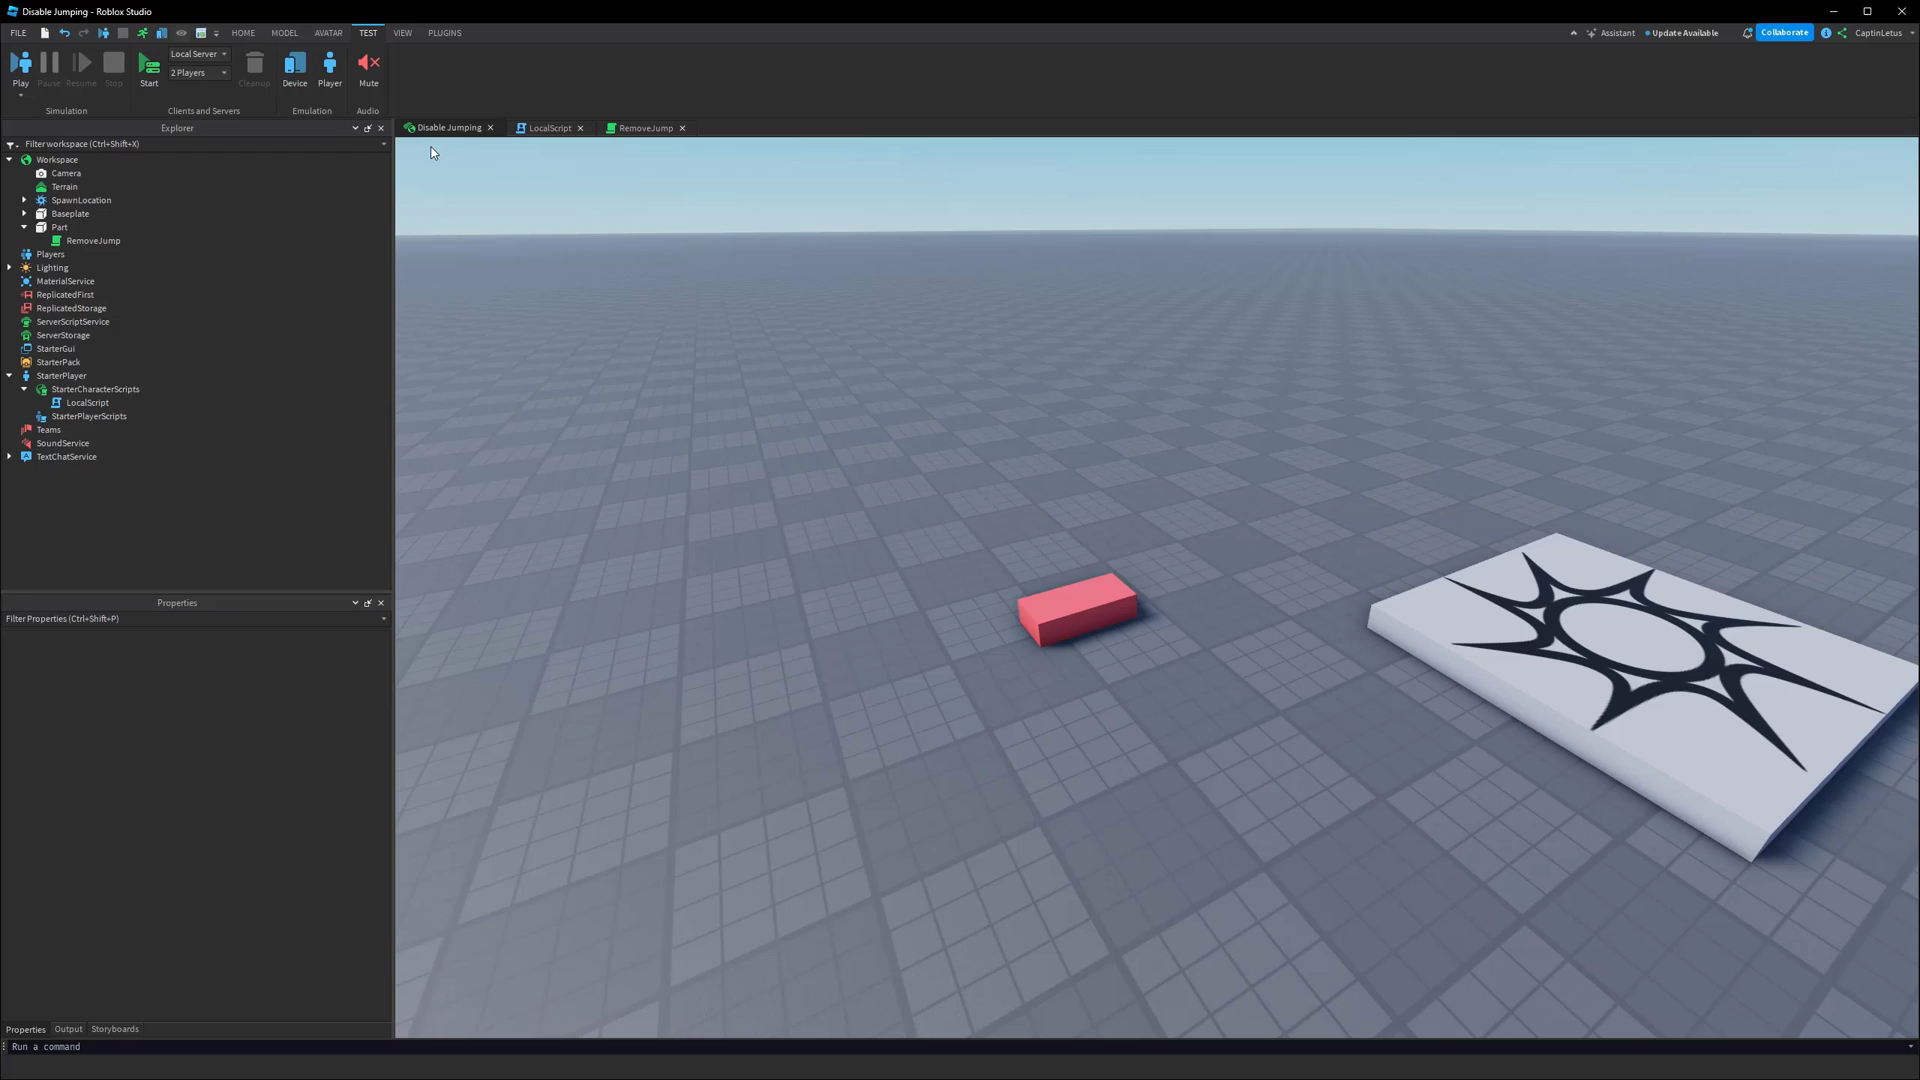 Disable Jumping - Roblox Studio
FILE HOME MODEL AVATAR TEST VIEW PLUGINS Assistant Update Available Collaborate CaptinLetus
Local Server
2 Players
Play Pause Resume Stop Start Cleanup Device Player Mute
Simulation Clients and Servers Emulation Audio
Explorer
Disable Jumping LocalScript RemoveJump
Filter workspace (Ctrl+Shift+X)
Workspace
Camera
Terrain
SpawnLocation
Baseplate
Part
RemoveJump
Players
Lighting
MaterialService
ReplicatedFirst
ReplicatedStorage
ServerScriptService
ServerStorage
StarterGui
StarterPack
StarterPlayer
StarterCharacterScripts
LocalScript
StarterPlayerScripts
Teams
SoundService
TextChatService
Properties
Filter Properties (Ctrl+Shift+P)
Properties Output Storyboards
Run a command